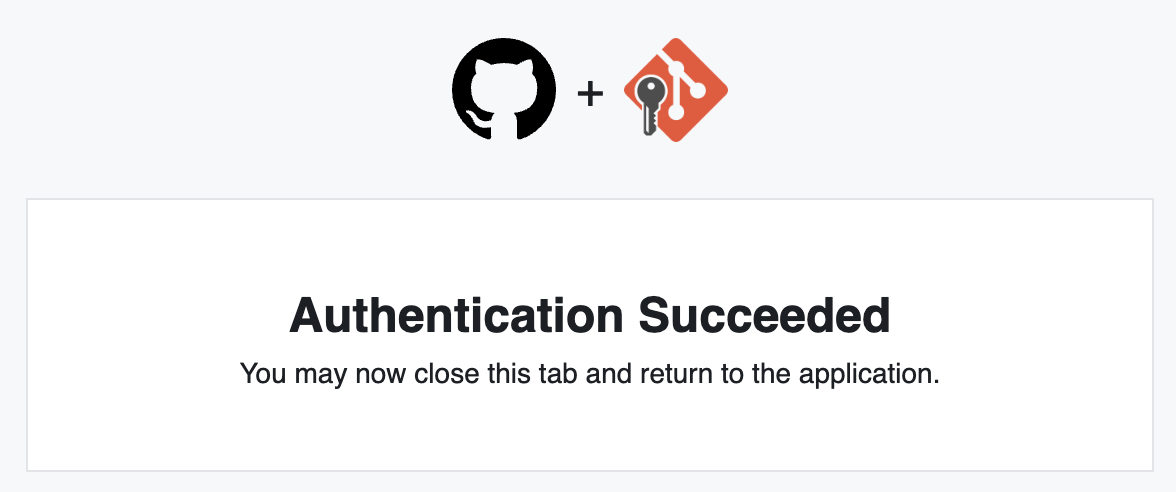 +
Authentication Succeeded
You may now close this tab and return to the application.